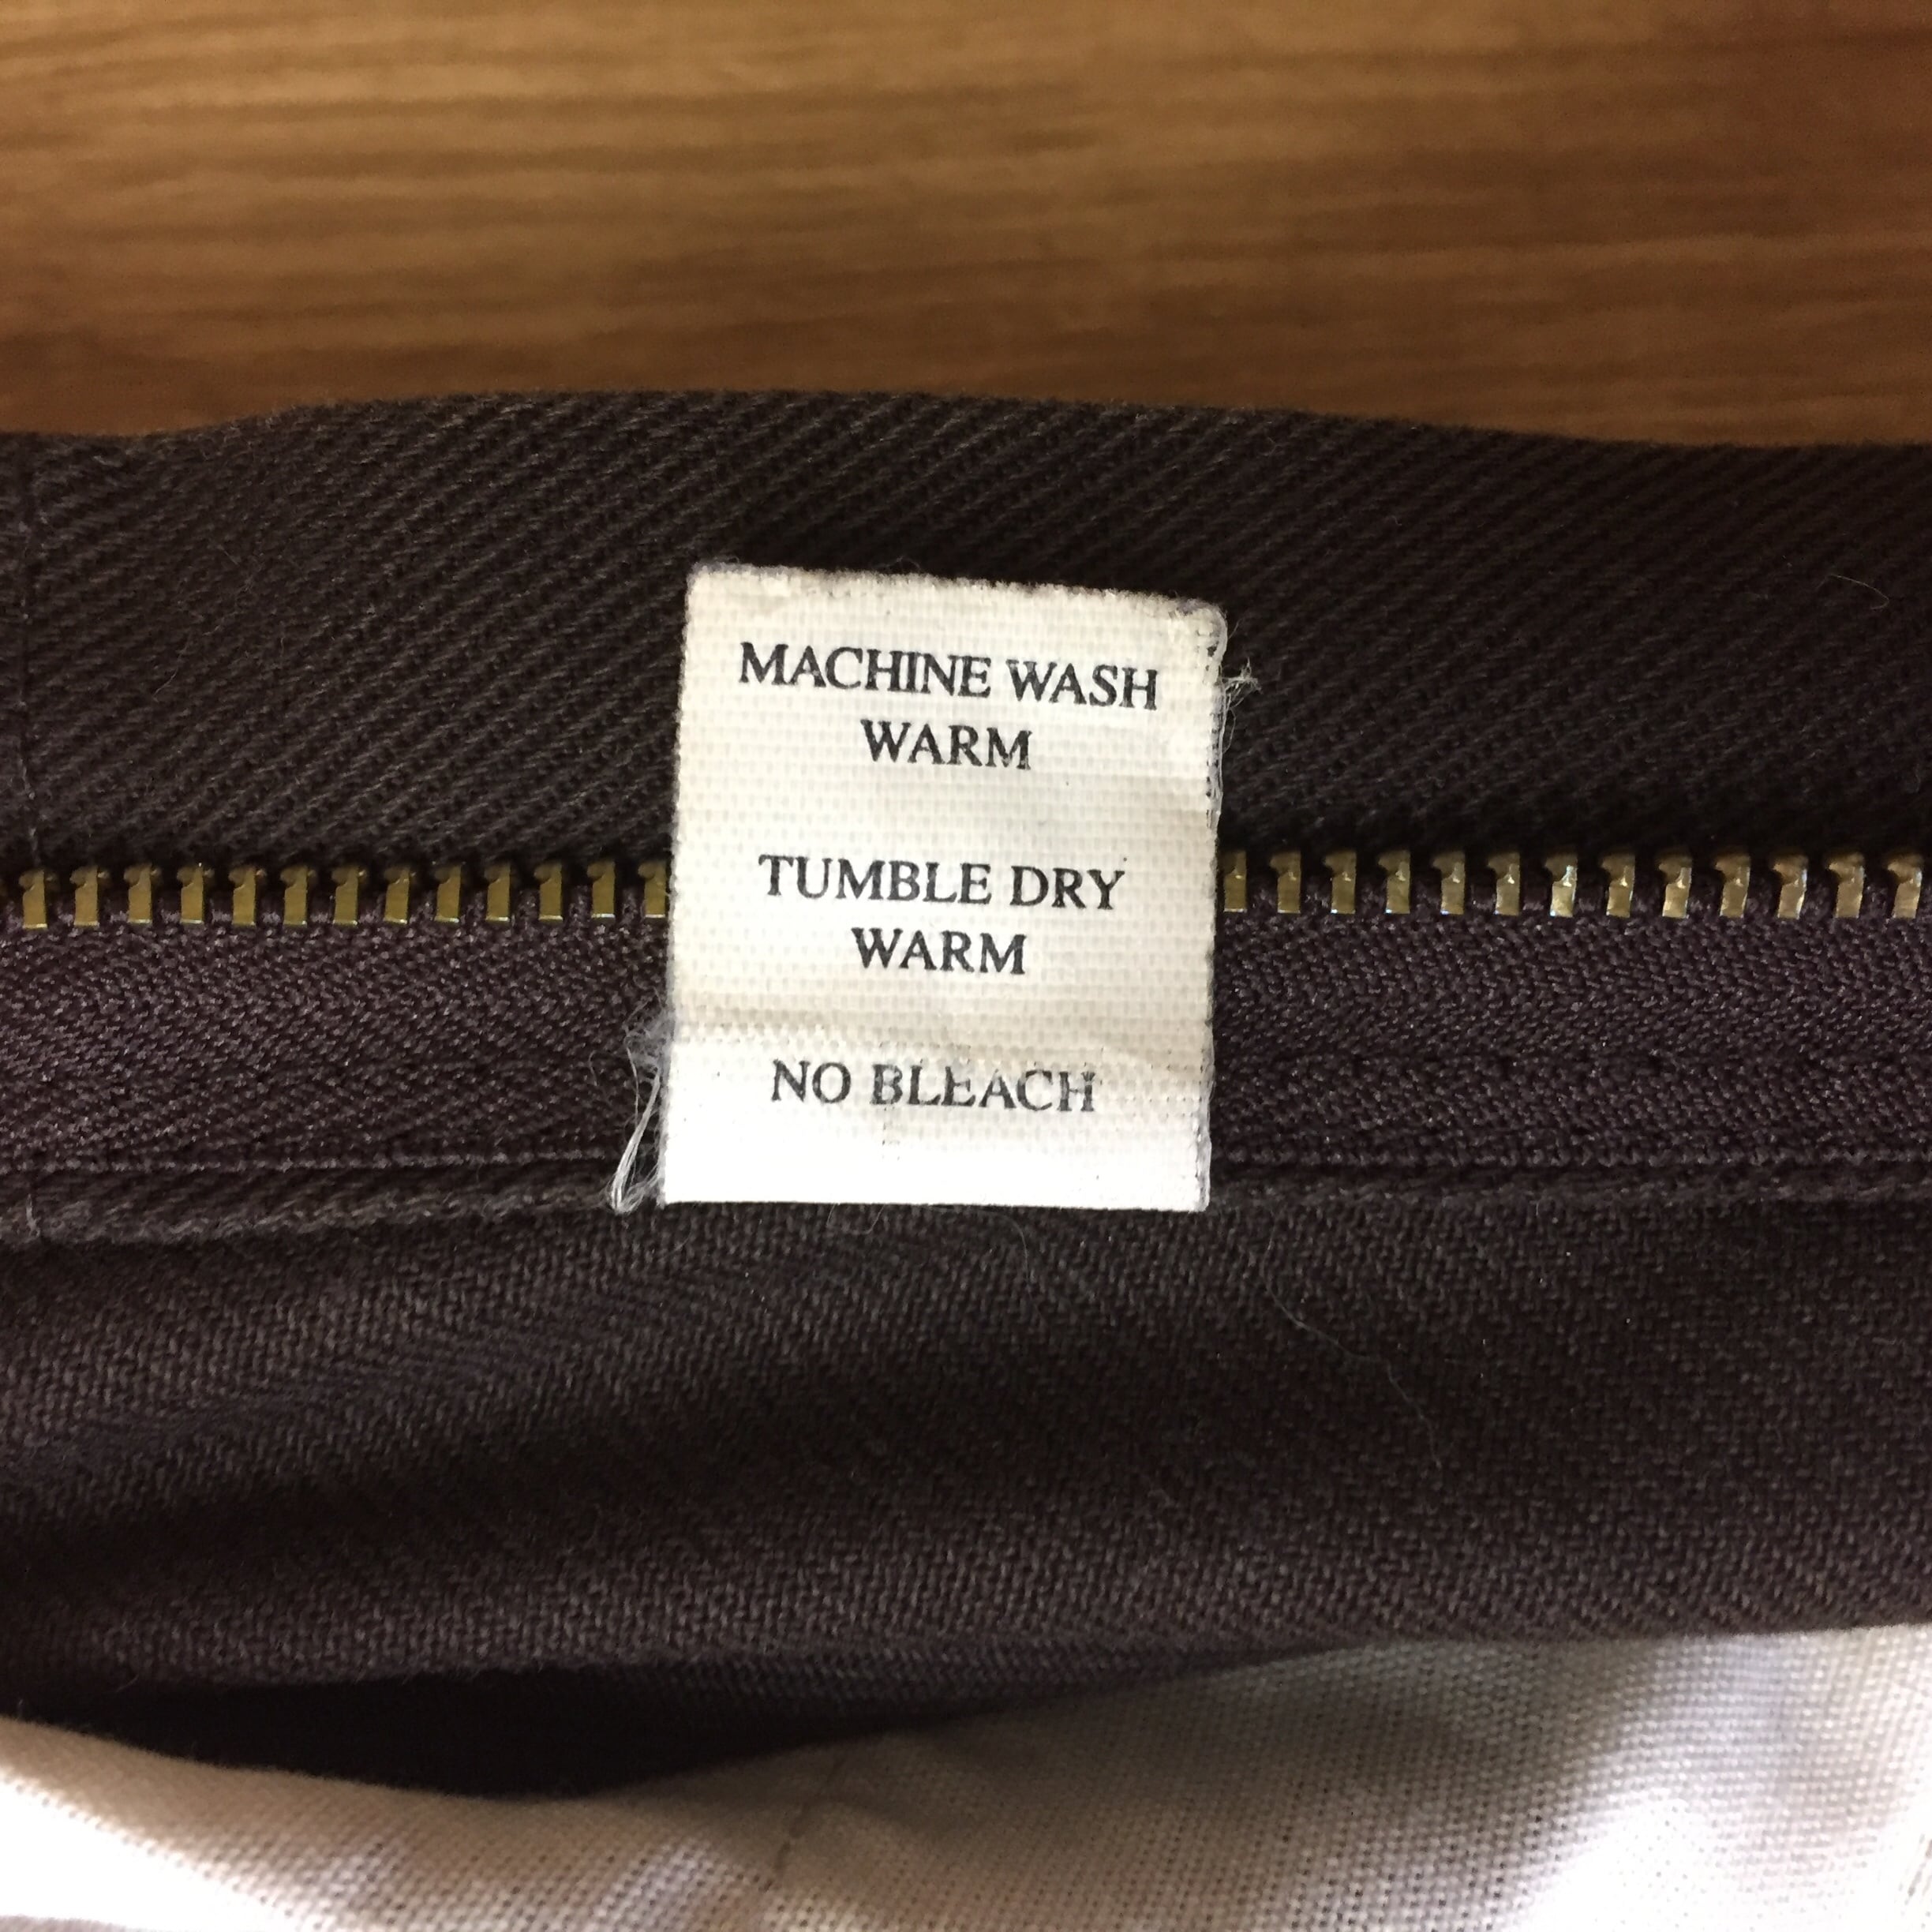 MACHINE WASH
WARM
TUMBLE DRY
WARM
NO BLEACH